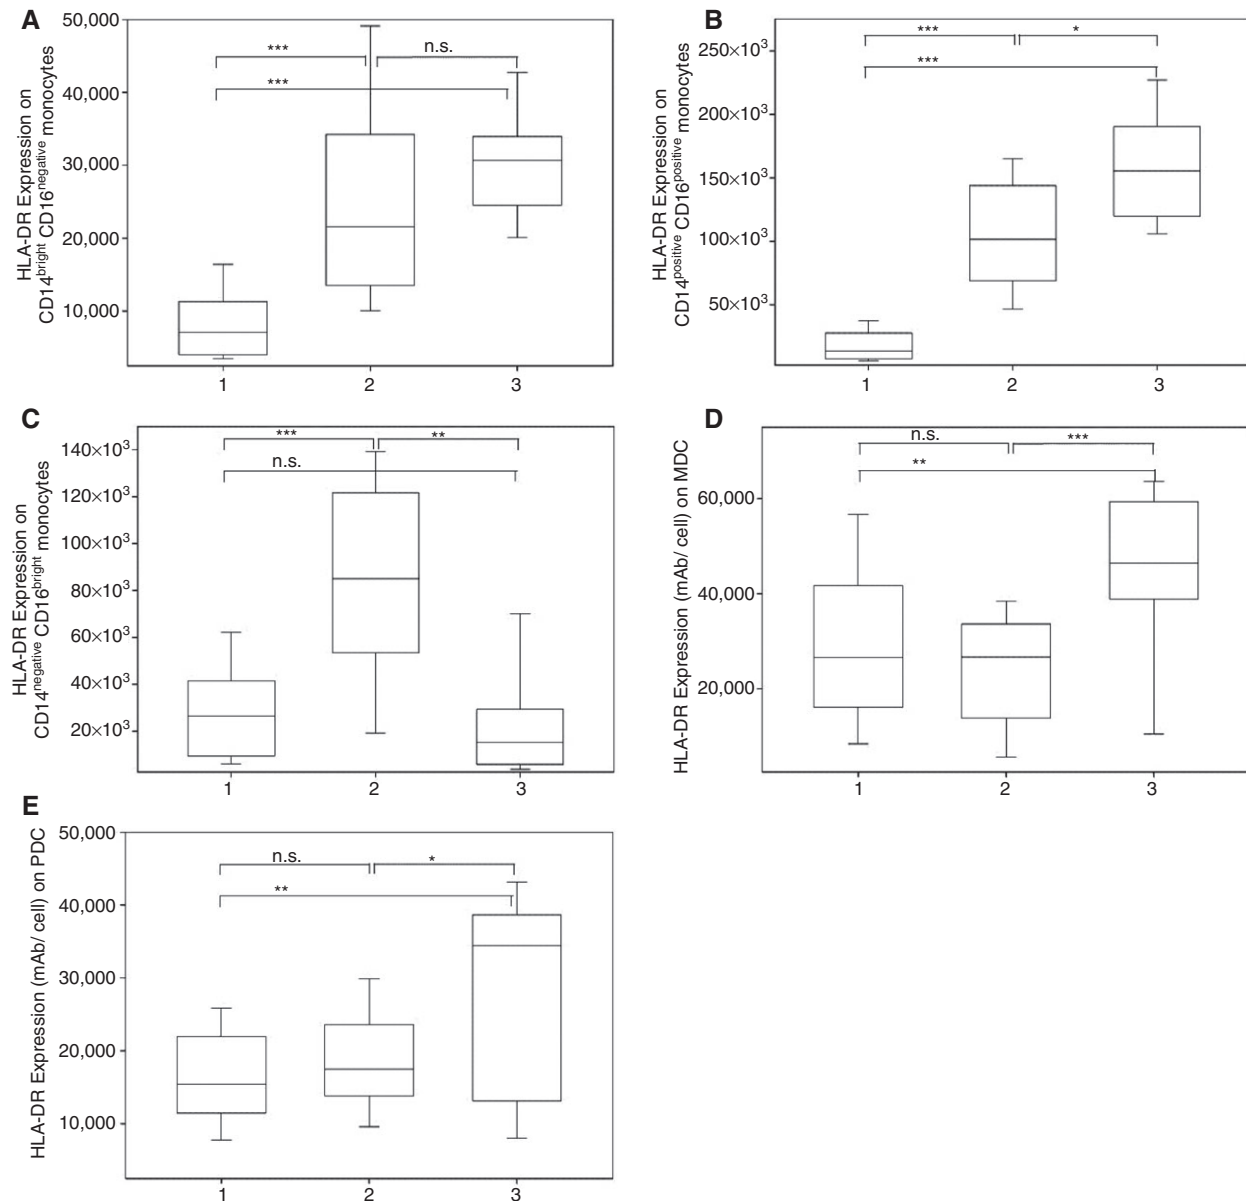 A
HLA-DR Expression on
CD14bright CD16negative monocytes
50,000
40,000
30,000
20,000
10,000
***
n.s.
***
1 2 3
B
HLA-DR Expression on
CD14positive CD16positive monocytes
250×10³
200×10³
150×10³
100×10³
50×10³
*** *
***
1 2 3
C
HLA-DR Expression on
CD14negative CD16bright monocytes
140×10³
120×10³
100×10³
80×10³
60×10³
40×10³
20×10³
*** **
n.s.
1 2 3
D
HLA-DR Expression (mAb/ cell) on MDC
60,000
40,000
20,000
n.s. ***
**
1 2 3
E
HLA-DR Expression (mAb/ cell) on PDC
50,000
40,000
30,000
20,000
10,000
n.s. *
**
1 2 3